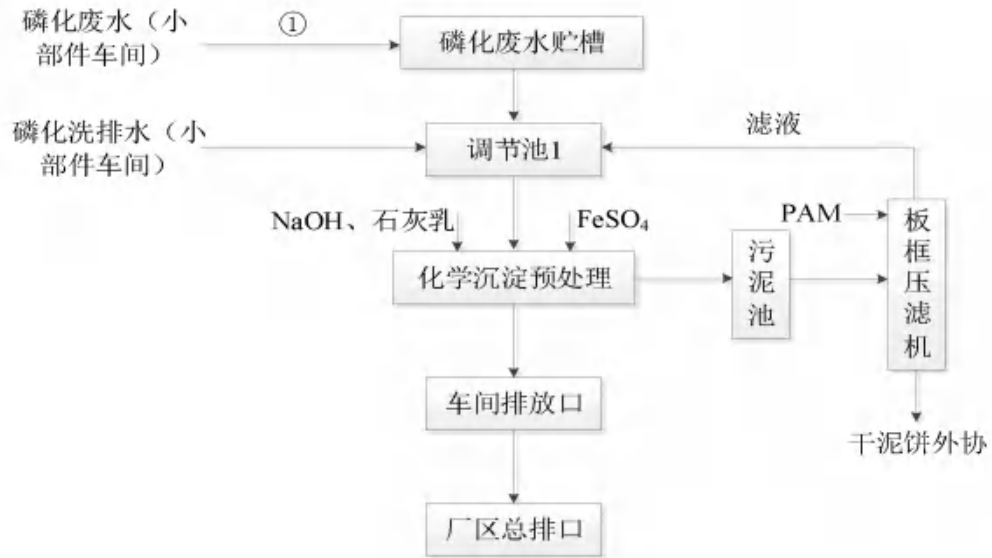 磷化废水（小
部件车间）
①
磷化废水贮槽
磷化洗排水（小
部件车间）
调节池1
滤液
NaOH、石灰乳
FeSO₄
PAM
化学沉淀预处理
污
泥
池
板
框
压
滤
机
车间排放口
干泥饼外协
厂区总排口